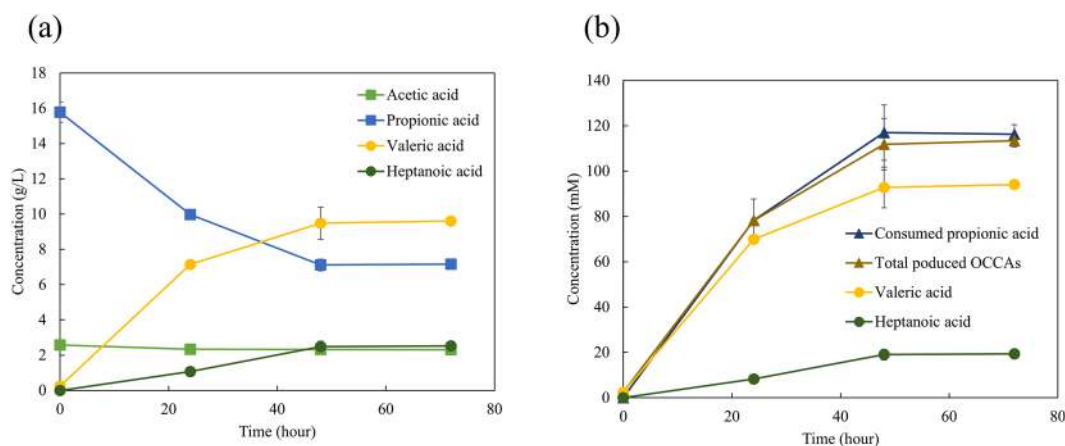 (a)
18
16
14
12
10
8
6
4
2
0
Concentration (g/L)
Acetic acid
Propionic acid
Valeric acid
Heptanoic acid
0 20 40 60 80
Time (hour)
(b)
140
120
100
80
60
40
20
0
Concentration (mM)
Consumed propionic acid
Total poduced OCCAs
Valeric acid
Heptanoic acid
0 20 40 60 80
Time (hour)